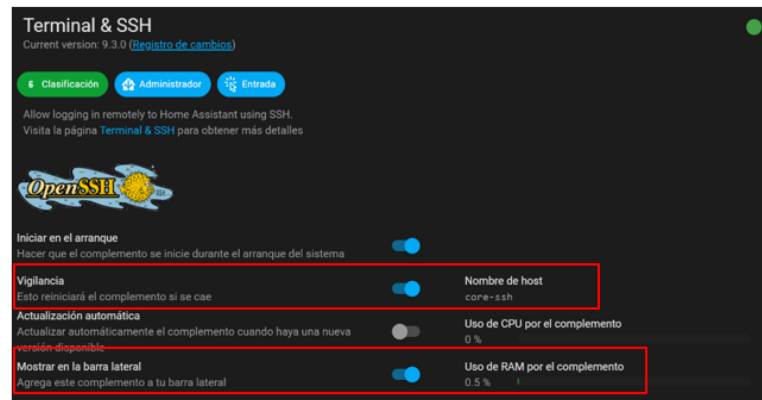 Terminal & SSH
Current version: 9.3.0 (Registro de cambios)
6 Clasificación Administrador Entrada
Allow logging in remotely to Home Assistant using SSH.
Visita la página Terminal & SSH para obtener más detalles
OpenSSH
Iniciar en el arranque
Hacer que el complemento se inicie durante el arranque del sistema
Vigilancia Nombre de host
Esto reiniciará el complemento si se cae core-ssh
Actualización automática
Actualizar automáticamente el complemento cuando haya una nueva Uso de CPU por el complemento
versión disponible 0 %
Mostrar en la barra lateral Uso de RAM por el complemento
Agrega este complemento a tu barra lateral 0.5 %